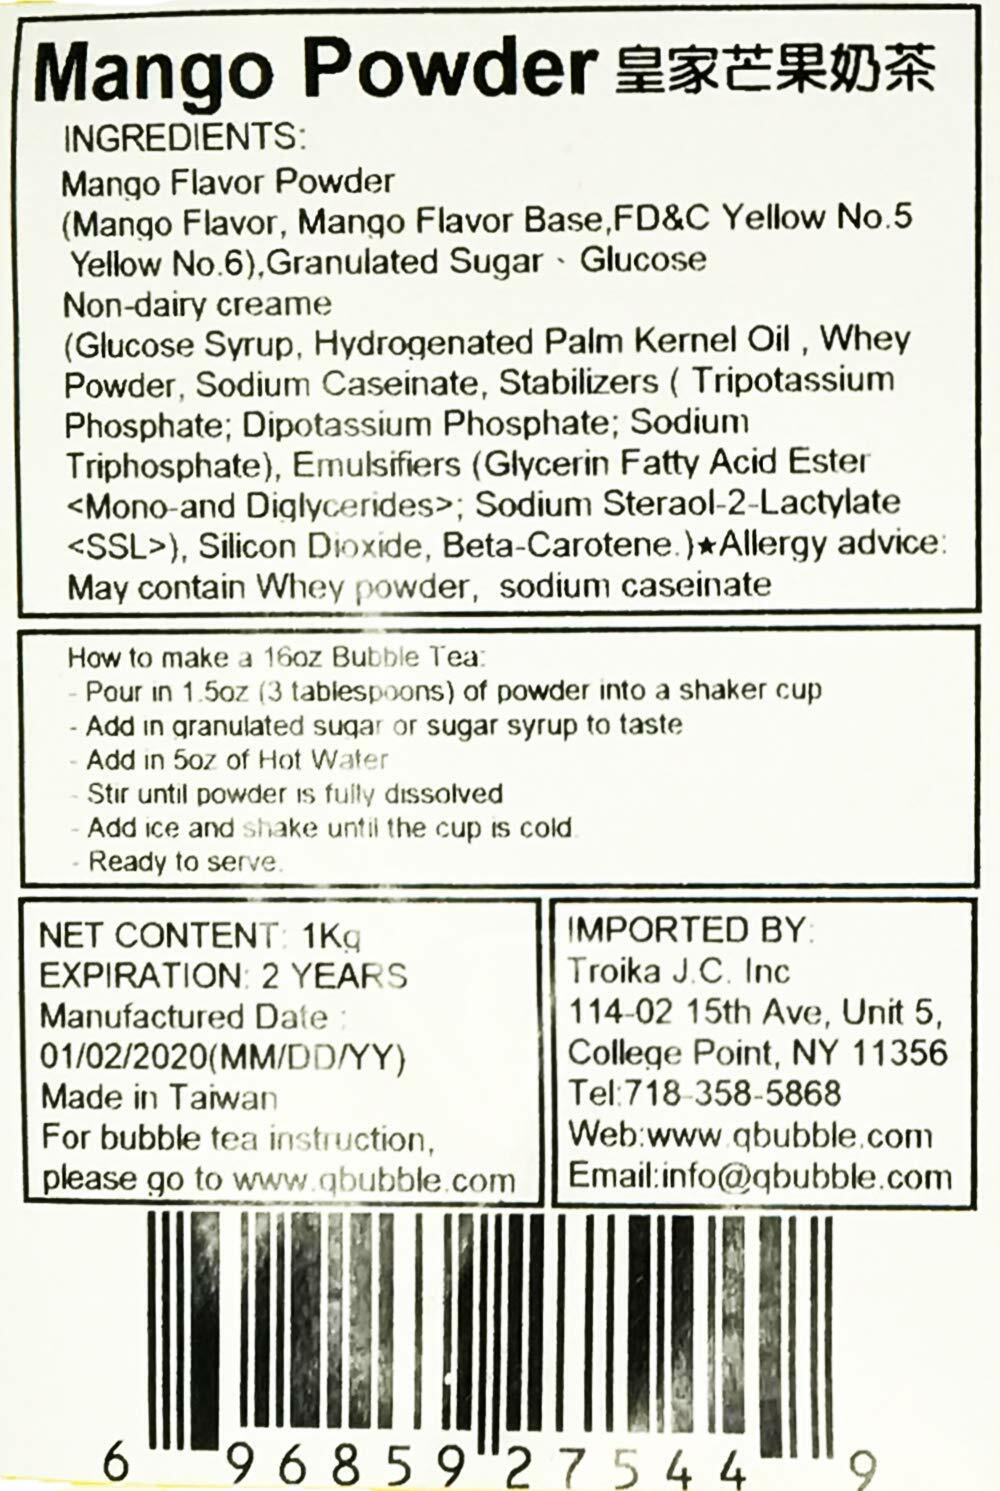 Mango Powder 皇家芒果奶茶
INGREDIENTS:
Mango Flavor Powder
(Mango Flavor, Mango Flavor Base,FD&C Yellow No.5
Yellow No.6),Granulated Sugar、Glucose
Non-dairy creame
(Glucose Syrup, Hydrogenated Palm Kernel Oil , Whey
Powder, Sodium Caseinate, Stabilizers ( Tripotassium
Phosphate; Dipotassium Phosphate; Sodium
Triphosphate), Emulsifiers (Glycerin Fatty Acid Ester
<Mono-and Diglycerides>; Sodium Steraol-2-Lactylate
<SSL>), Silicon Dioxide, Beta-Carotene.)★Allergy advice:
May contain Whey powder, sodium caseinate
How to make a 16oz Bubble Tea:
- Pour in 1.5oz (3 tablespoons) of powder into a shaker cup
- Add in granulated sugar or sugar syrup to taste
- Add in 5oz of Hot Water
- Stir until powder is fully dissolved
- Add ice and shake until the cup is cold.
- Ready to serve.
NET CONTENT: 1Kg
EXPIRATION: 2 YEARS
Manufactured Date :
01/02/2020(MM/DD/YY)
Made in Taiwan
For bubble tea instruction,
please go to www.qbubble.com
IMPORTED BY:
Troika J.C. Inc
114-02 15th Ave, Unit 5,
College Point, NY 11356
Tel:718-358-5868
Web:www.qbubble.com
Email:info@qbubble.com
6 96859 27544 9